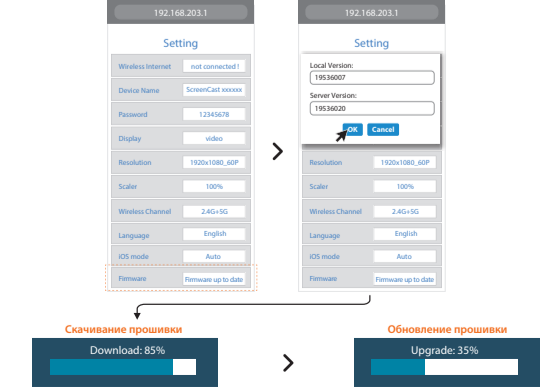 192.168.203.1
Setting
Wireless Internet not connected !
Device Name ScreenCast xxxxxx
Password 12345678
Display video
Resolution 1920x1080_60P
Scaler 100%
Wireless Channel 2.4G+5G
Language English
iOS mode Auto
Firmware Firmware up to date
192.168.203.1
Setting
Local Version:
19536007
Server Version:
19536020
OK Cancel
Resolution 1920x1080_60P
Scaler 100%
Wireless Channel 2.4G+5G
Language English
iOS mode Auto
Firmware Firmware up to date
Скачивание прошивки
Download: 85%
Обновление прошивки
Upgrade: 35%